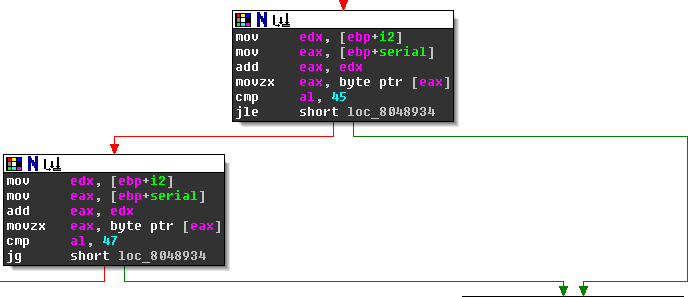 mov edx, [ebp+i2]
mov eax, [ebp+serial]
add eax, edx
movzx eax, byte ptr [eax]
cmp al, 45
jle short loc_8048934
mov edx, [ebp+i2]
mov eax, [ebp+serial]
add eax, edx
movzx eax, byte ptr [eax]
cmp al, 47
jg short loc_8048934